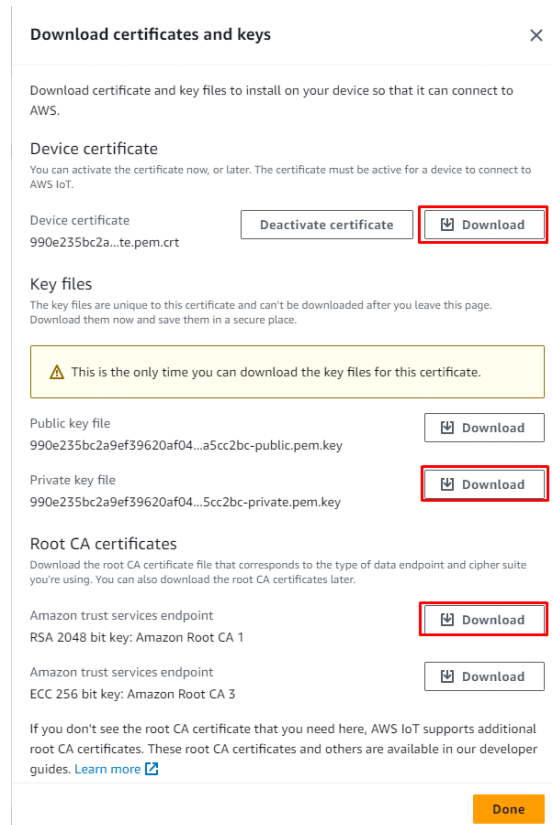 Download certificates and keys
Download certificate and key files to install on your device so that it can connect to
AWS.
Device certificate
You can activate the certificate now, or later. The certificate must be active for a device to connect to
AWS IoT.
Device certificate
990e235bc2a...te.pem.crt
Deactivate certificate
Download
Key files
The key files are unique to this certificate and can't be downloaded after you leave this page.
Download them now and save them in a secure place.
This is the only time you can download the key files for this certificate.
Public key file
990e235bc2a9ef39620af04...a5cc2bc-public.pem.key
Download
Private key file
990e235bc2a9ef39620af04...5cc2bc-private.pem.key
Download
Root CA certificates
Download the root CA certificate file that corresponds to the type of data endpoint and cipher suite
you're using. You can also download the root CA certificates later.
Amazon trust services endpoint
RSA 2048 bit key: Amazon Root CA 1
Download
Amazon trust services endpoint
ECC 256 bit key: Amazon Root CA 3
Download
If you don't see the root CA certificate that you need here, AWS IoT supports additional
root CA certificates. These root CA certificates and others are available in our developer
guides. Learn more
Done